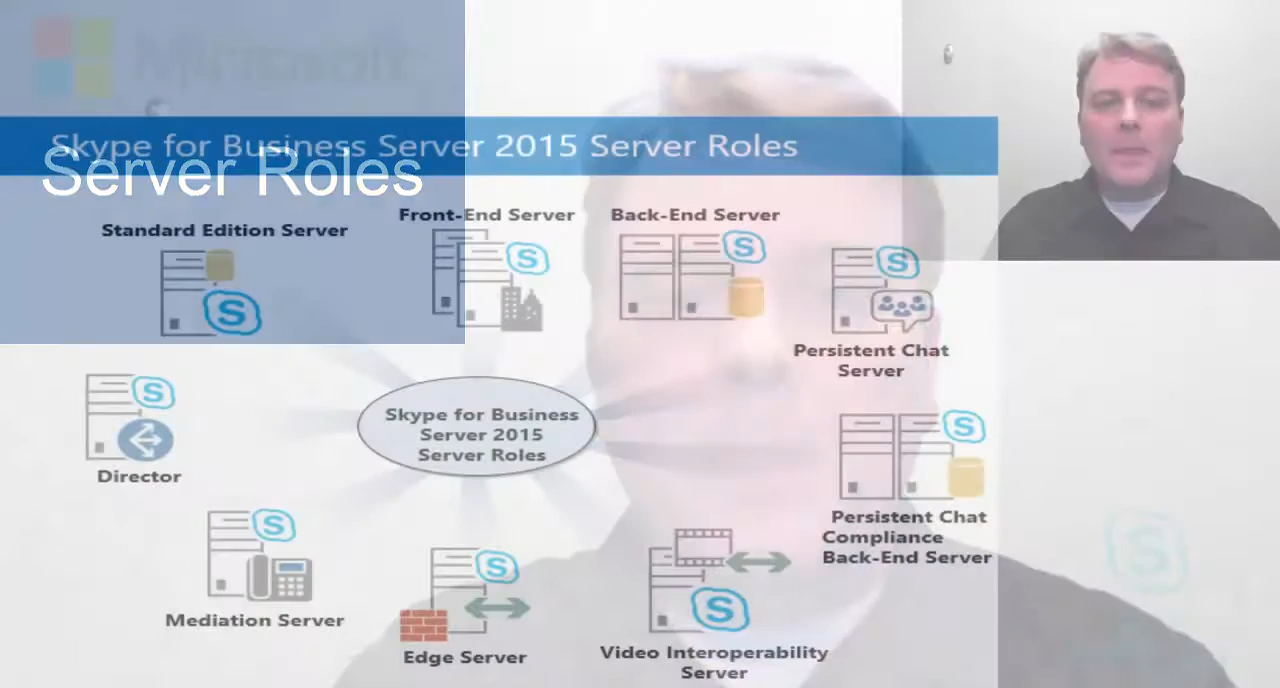 Microsoft
Skype for Business Server 2015 Server Roles
Server Roles
Front-End Server
Back-End Server
Standard Edition Server
Persistent Chat
Server
Skype for Business
Server 2015
Server Roles
Director
Persistent Chat
Compliance
Back-End Server
Mediation Server
Edge Server
Video Interoperability
Server